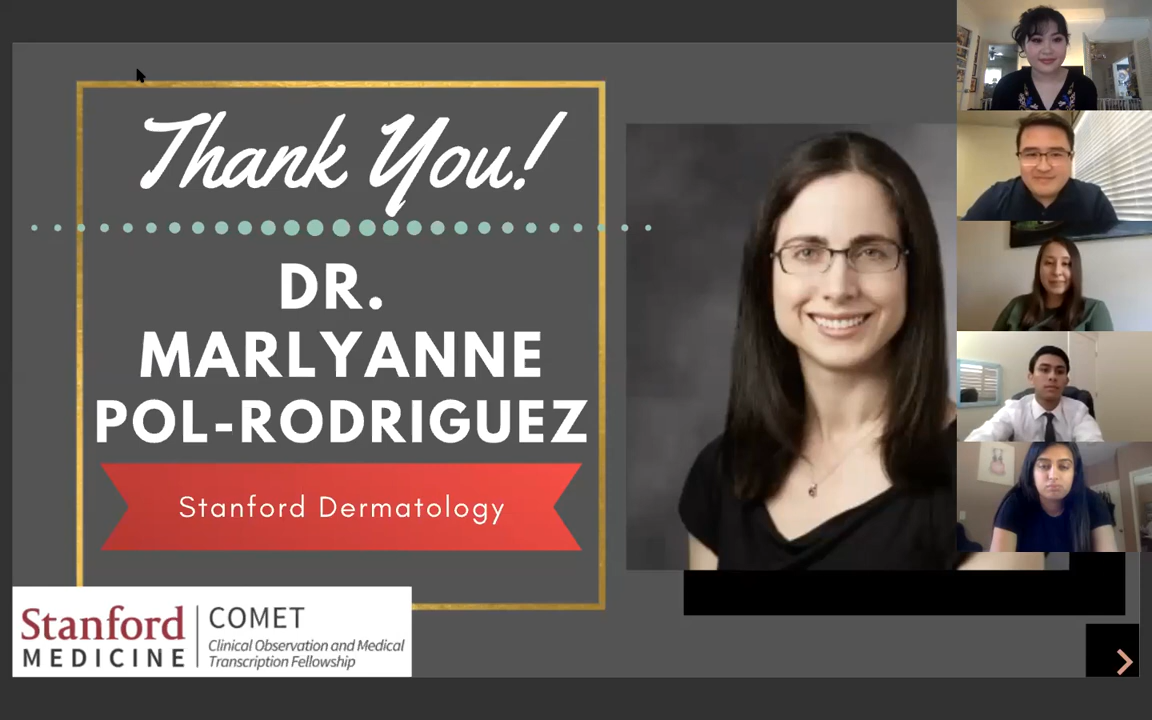 Thank You!
DR.
MARLYANNE
POL-RODRIGUEZ
Stanford Dermatology
Stanford
MEDICINE
COMET
Clinical Observation and Medical
Transcription Fellowship